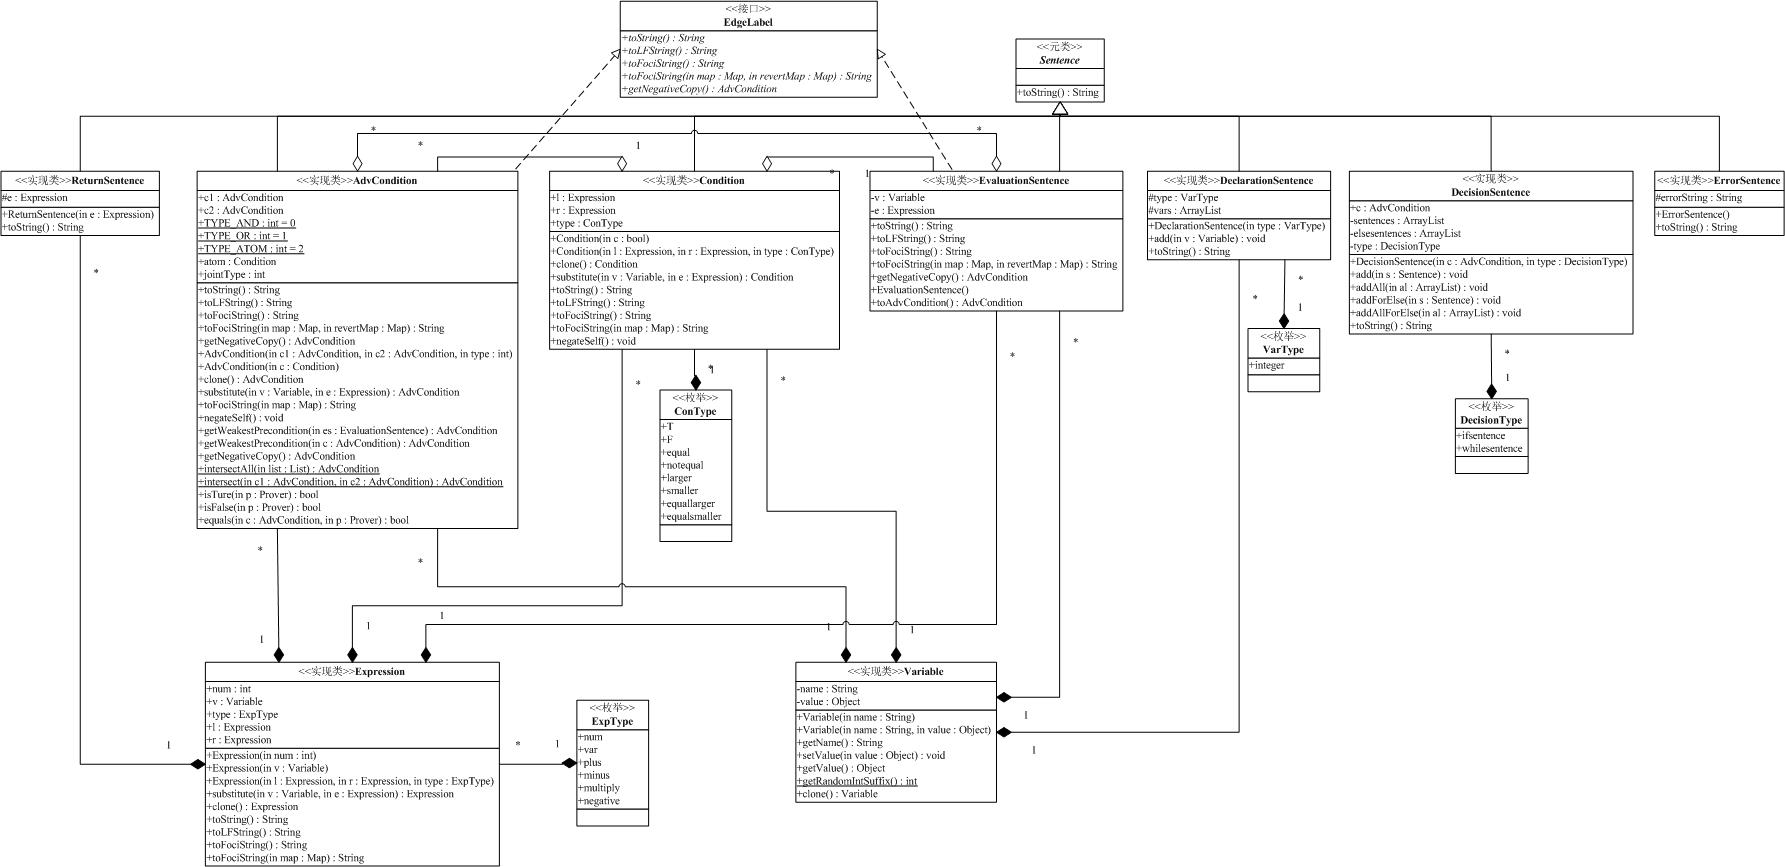 <<接口>>
EdgeLabel
+toString() : String
+toLFString() : String
+toFociString() : String
+toFociString(in map : Map, in revertMap : Map) : String
+getNegativeCopy() : AdvCondition
<<元类>>
Sentence
+toString() : String
*
*
*
1
*
1
<<实现类>>ReturnSentence
#e : Expression
+ReturnSentence(in e : Expression)
+toString() : String
<<实现类>>AdvCondition
+c1 : AdvCondition
+c2 : AdvCondition
+TYPE_AND : int = 0
+TYPE_OR : int = 1
+TYPE_ATOM : int = 2
+atom : Condition
+jointType : int
+toString() : String
+toLFString() : String
+toFociString() : String
+toFociString(in map : Map, in revertMap : Map) : String
+getNegativeCopy() : AdvCondition
+AdvCondition(in c1 : AdvCondition, in c2 : AdvCondition, in type : int)
+AdvCondition(in c : Condition)
+clone() : AdvCondition
+substitute(in v : Variable, in e : Expression) : AdvCondition
+toFociString(in map : Map) : String
+negateSelf() : void
+getWeakestPrecondition(in es : EvaluationSentence) : AdvCondition
+getWeakestPrecondition(in c : AdvCondition) : AdvCondition
+getNegativeCopy() : AdvCondition
+intersectAll(in list : List) : AdvCondition
+intersect(in c1 : AdvCondition, in c2 : AdvCondition) : AdvCondition
+isTure(in p : Prover) : bool
+isFalse(in p : Prover) : bool
+equals(in c : AdvCondition, in p : Prover) : bool
<<实现类>>Condition
+l : Expression
+r : Expression
+type : ConType
+Condition(in c : bool)
+Condition(in l : Expression, in r : Expression, in type : ConType)
+clone() : Condition
+substitute(in v : Variable, in e : Expression) : Condition
+toString() : String
+toLFString() : String
+toFociString() : String
+toFociString(in map : Map) : String
+negateSelf() : void
<<实现类>>EvaluationSentence
-v : Variable
-e : Expression
+toString() : String
+toLFString() : String
+toFociString() : String
+toFociString(in map : Map, in revertMap : Map) : String
+getNegativeCopy() : AdvCondition
+EvaluationSentence()
+toAdvCondition() : AdvCondition
<<实现类>>DeclarationSentence
#type : VarType
#vars : ArrayList
+DeclarationSentence(in type : VarType)
+add(in v : Variable) : void
+toString() : String
<<实现类>>
DecisionSentence
+c : AdvCondition
-sentences : ArrayList
-elsesentences : ArrayList
-type : DecisionType
+DecisionSentence(in c : AdvCondition, in type : DecisionType)
+add(in s : Sentence) : void
+addAll(in al : ArrayList) : void
+addForElse(in s : Sentence) : void
+addAllForElse(in al : ArrayList) : void
+toString() : String
<<实现类>>ErrorSentence
#errorString : String
+ErrorSentence()
+toString() : String
*
*
*
1
<<枚举>>
VarType
+integer
*
1
<<枚举>>
DecisionType
+ifsentence
+whilesentence
*
1
<<枚举>>
ConType
+T
+F
+equal
+notequal
+larger
+smaller
+equallarger
+equalsmaller
*
*
*
*
*
*
1
1
1
1
1
<<实现类>>Expression
+num : int
+v : Variable
+type : ExpType
+l : Expression
+r : Expression
+Expression(in num : int)
+Expression(in v : Variable)
+Expression(in l : Expression, in r : Expression, in type : ExpType)
+substitute(in v : Variable, in e : Expression) : Expression
+clone() : Expression
+toString() : String
+toLFString() : String
+toFociString() : String
+toFociString(in map : Map) : String
1
*
1
<<枚举>>
ExpType
+num
+var
+plus
+minus
+multiply
+negative
<<实现类>>Variable
-name : String
-value : Object
+Variable(in name : String)
+Variable(in name : String, in value : Object)
+getName() : String
+setValue(in value : Object) : void
+getValue() : Object
+getRandomIntSuffix() : int
+clone() : Variable
1
1